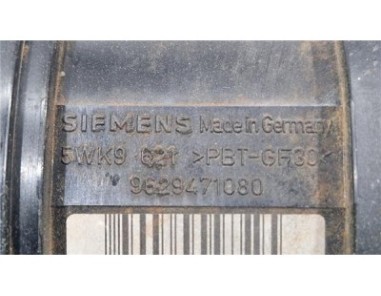 SIEMENS Made in Germany
5WK9 621 >PBT-GF30<
9629471080